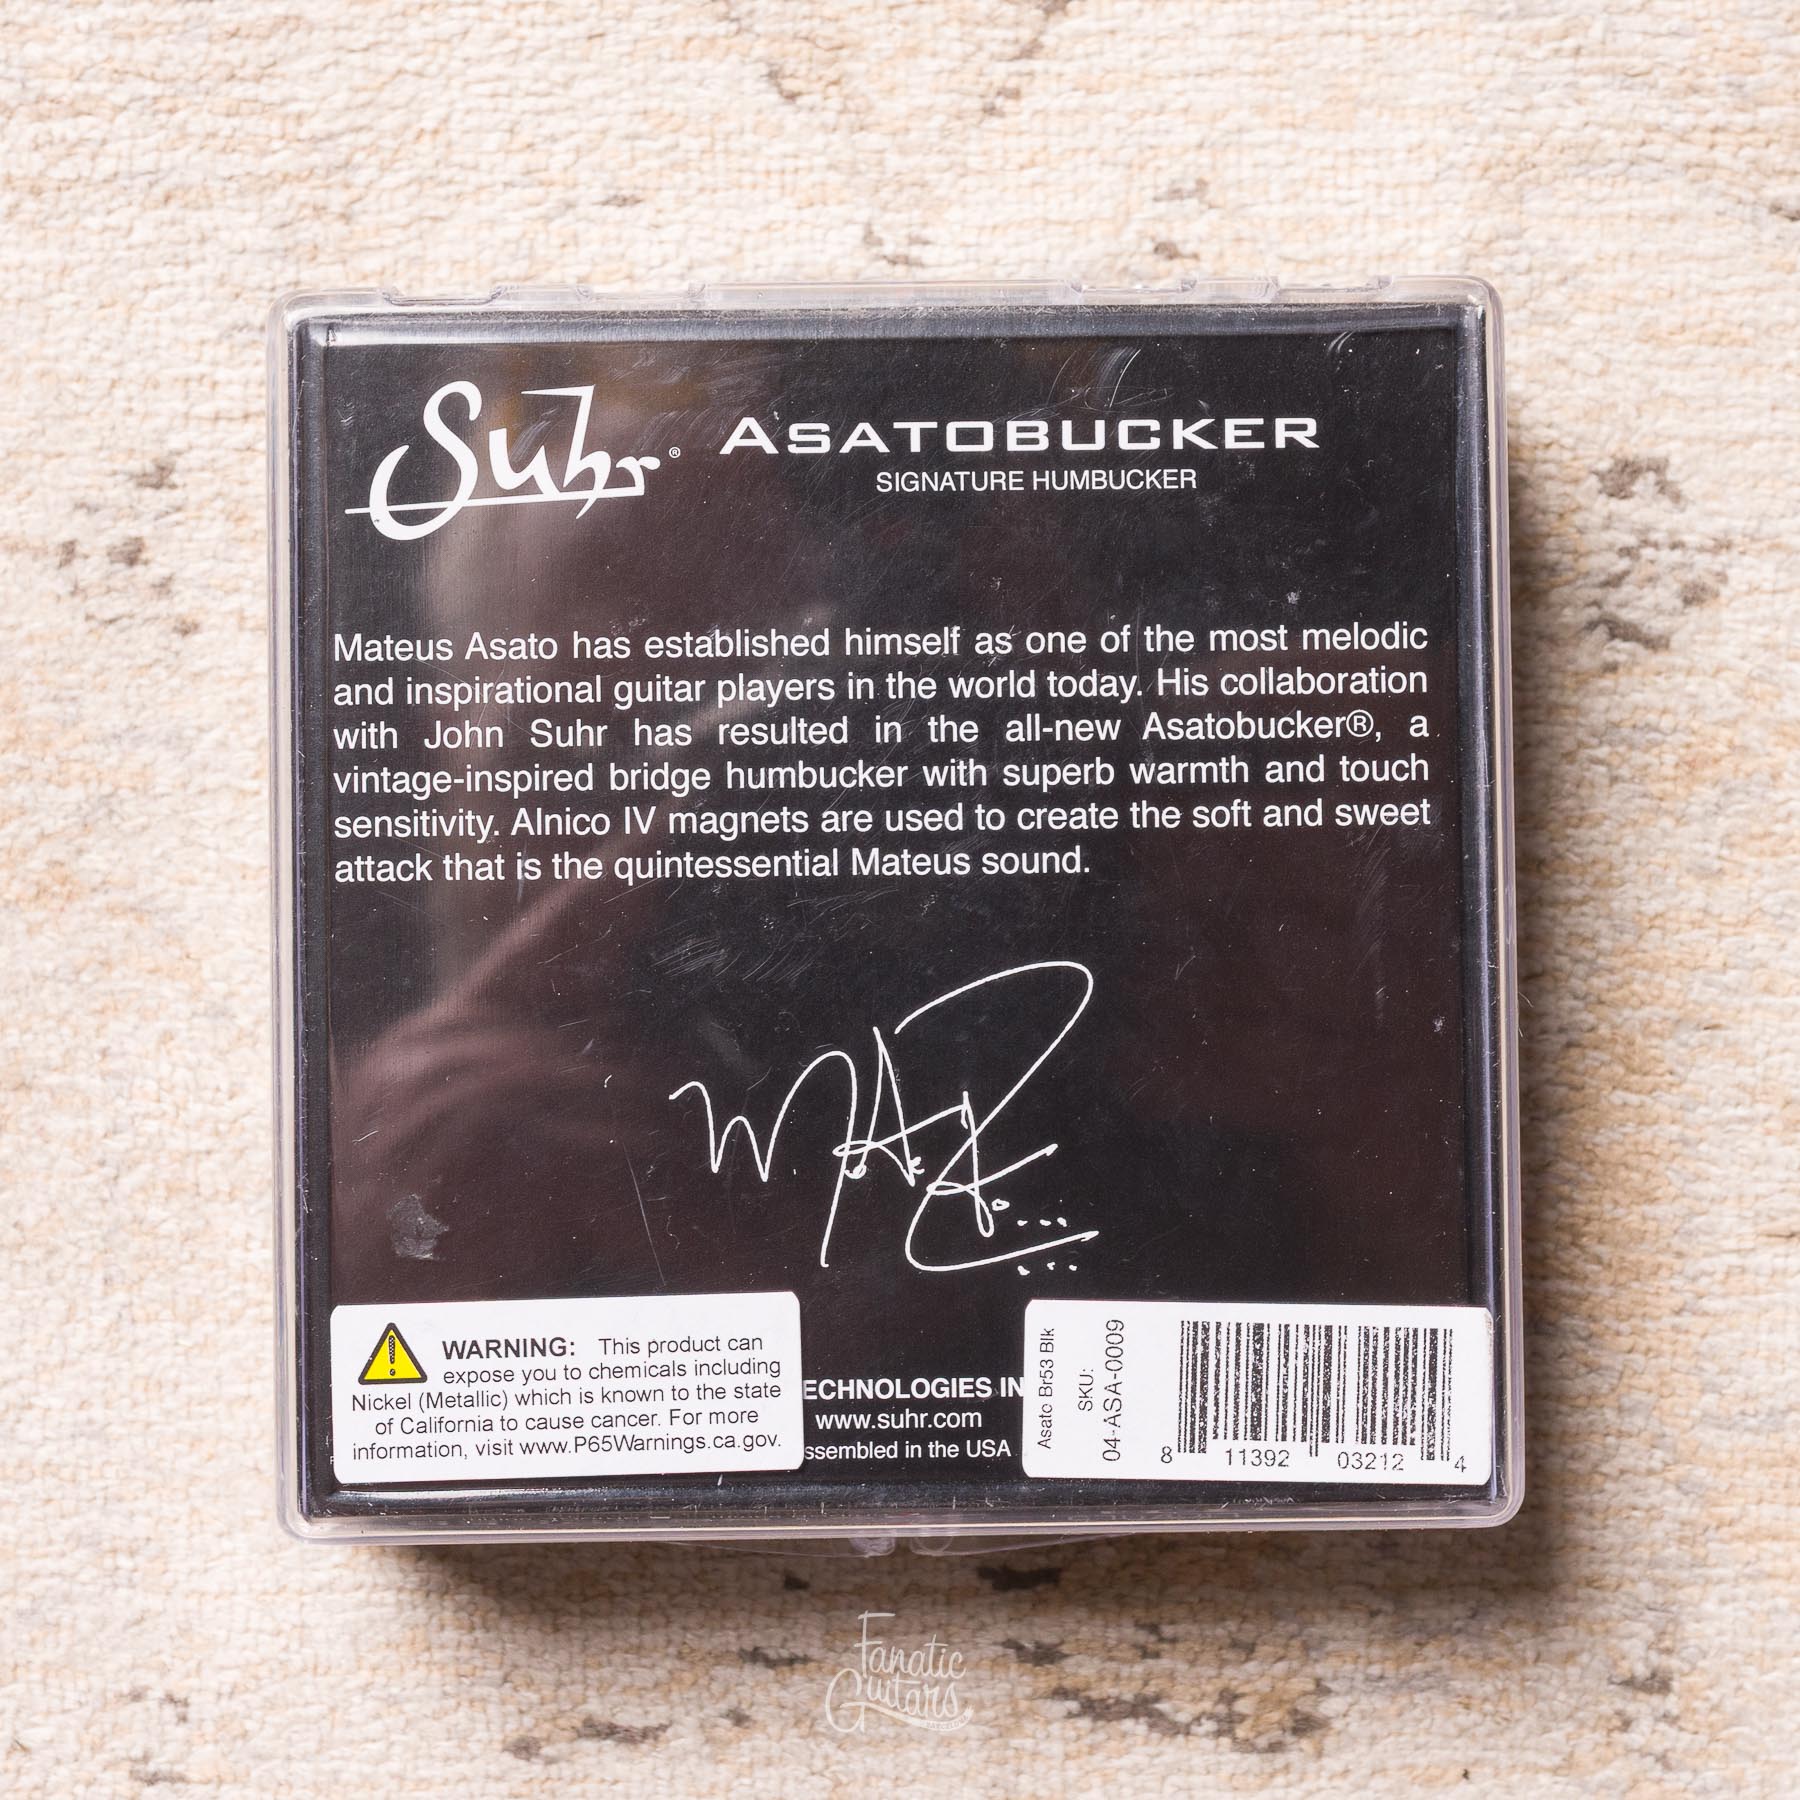 Suhr® ASATOBUCKER
SIGNATURE HUMBUCKER
Mateus Asato has established himself as one of the most melodic
and inspirational guitar players in the world today. His collaboration
with John Suhr has resulted in the all-new Asatobucker®, a
vintage-inspired bridge humbucker with superb warmth and touch
sensitivity. Alnico IV magnets are used to create the soft and sweet
attack that is the quintessential Mateus sound.
WARNING: This product can
expose you to chemicals including
Nickel (Metallic) which is known to the state
of California to cause cancer. For more
information, visit www.P65Warnings.ca.gov.
ECHNOLOGIES IN
www.suhr.com
ssembled in the USA
Asato Br53 Blk
SKU:
04-ASA-0009
8 11392 03212 4
Fanatic
Guitars
BARCELONA